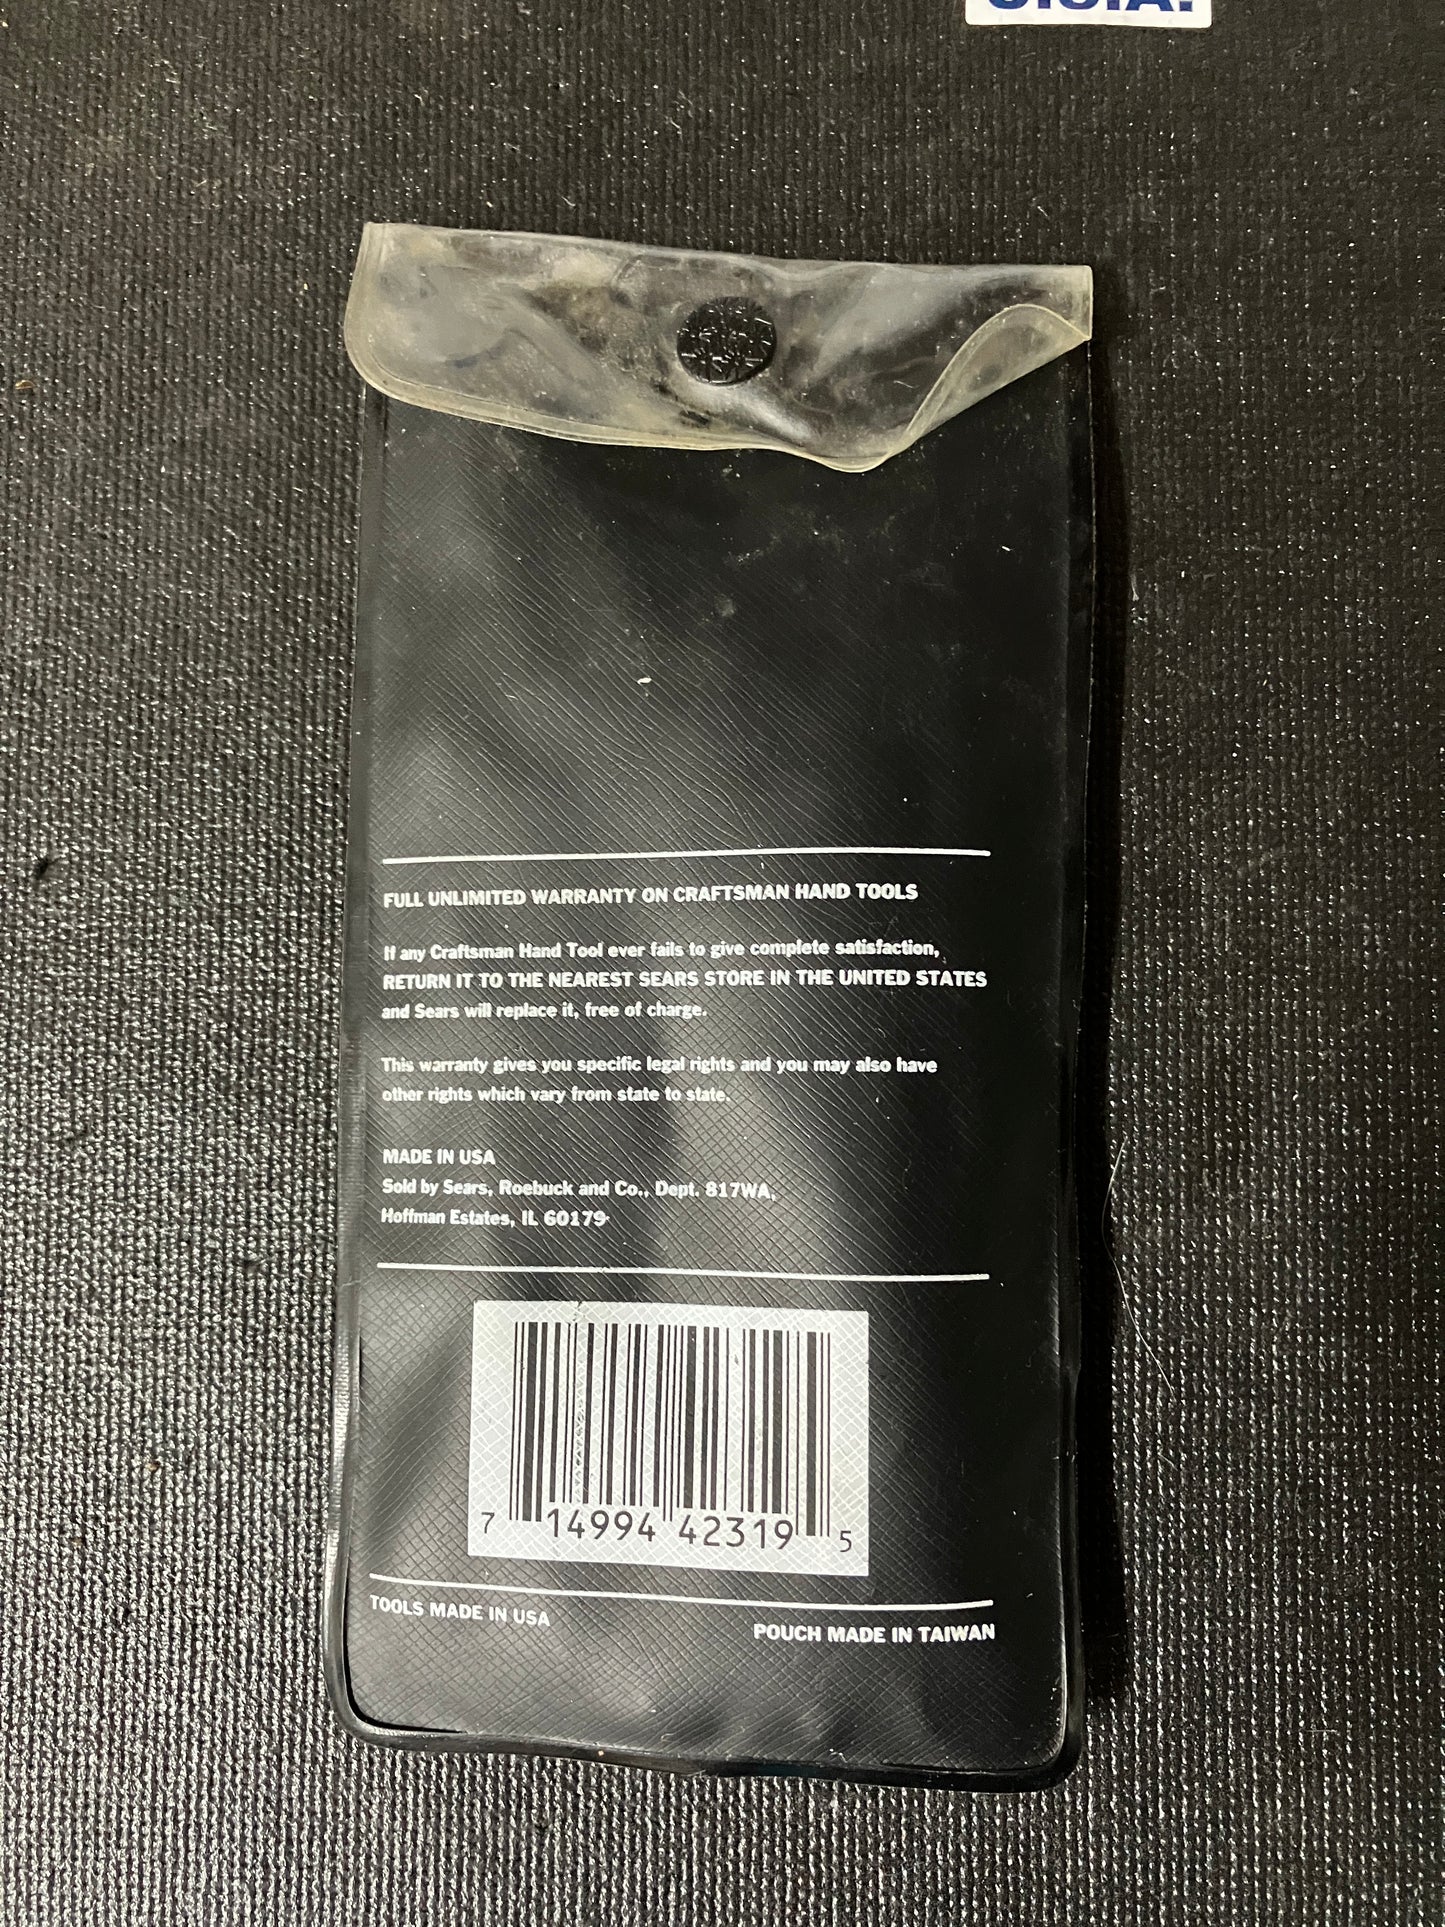 U.S.A.
FULL UNLIMITED WARRANTY ON CRAFTSMAN HAND TOOLS
If any Craftsman Hand Tool ever fails to give complete satisfaction,
RETURN IT TO THE NEAREST SEARS STORE IN THE UNITED STATES
and Sears will replace it, free of charge.
This warranty gives you specific legal rights and you may also have
other rights which vary from state to state.
MADE IN USA
Sold by Sears, Roebuck and Co., Dept. 817WA,
Hoffman Estates, IL 60179
7 14994 42319 5
TOOLS MADE IN USA
POUCH MADE IN TAIWAN